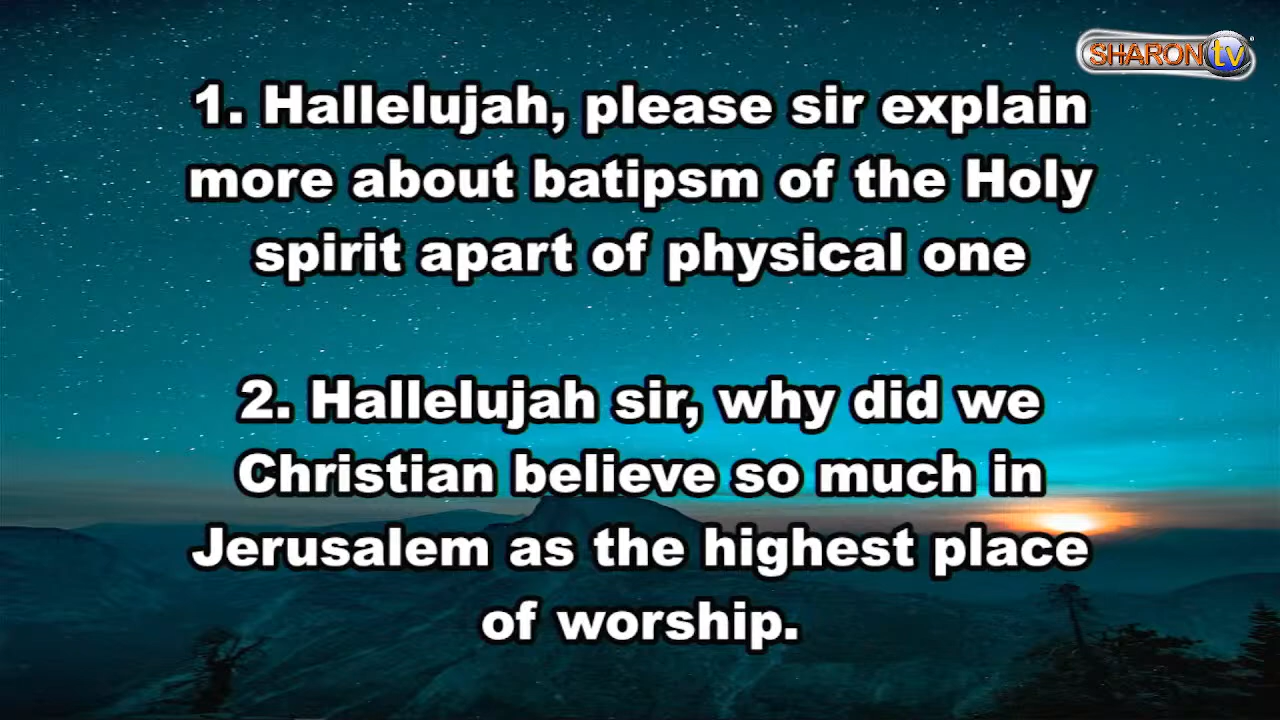 SHARON tv
1. Hallelujah, please sir explain
more about batipsm of the Holy
spirit apart of physical one
2. Hallelujah sir, why did we
Christian believe so much in
Jerusalem as the highest place
of worship.